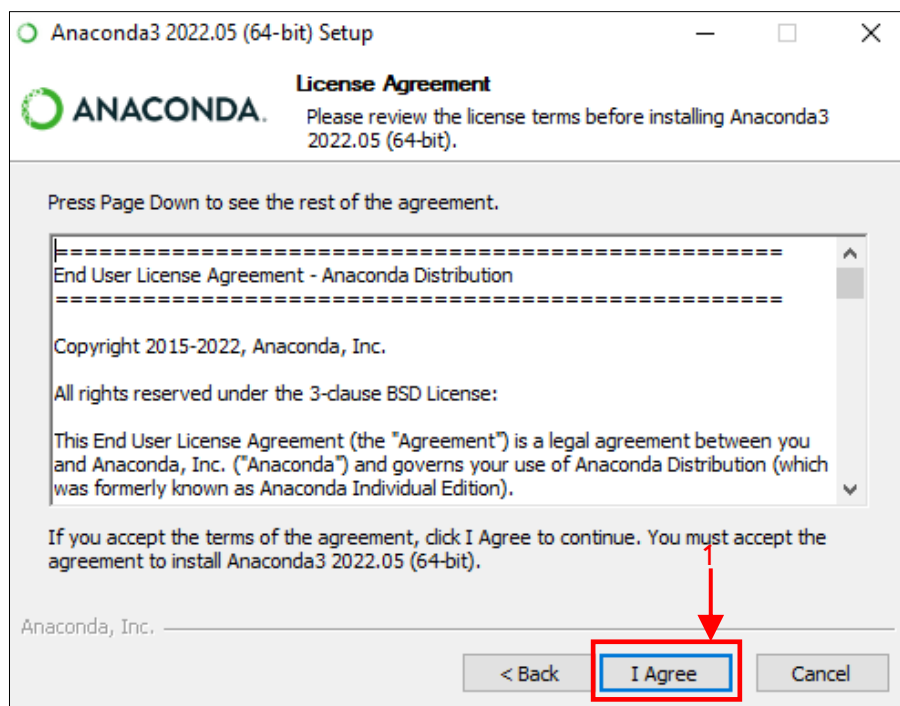 Anaconda3 2022.05 (64-bit) Setup
ANACONDA.
License Agreement
Please review the license terms before installing Anaconda3
2022.05 (64-bit).
Press Page Down to see the rest of the agreement.
==================================================
End User License Agreement - Anaconda Distribution
==================================================
Copyright 2015-2022, Anaconda, Inc.
All rights reserved under the 3-clause BSD License:
This End User License Agreement (the "Agreement") is a legal agreement between you
and Anaconda, Inc. ("Anaconda") and governs your use of Anaconda Distribution (which
was formerly known as Anaconda Individual Edition).
If you accept the terms of the agreement, click I Agree to continue. You must accept the
agreement to install Anaconda3 2022.05 (64-bit).
1
Anaconda, Inc.
< Back
I Agree
Cancel